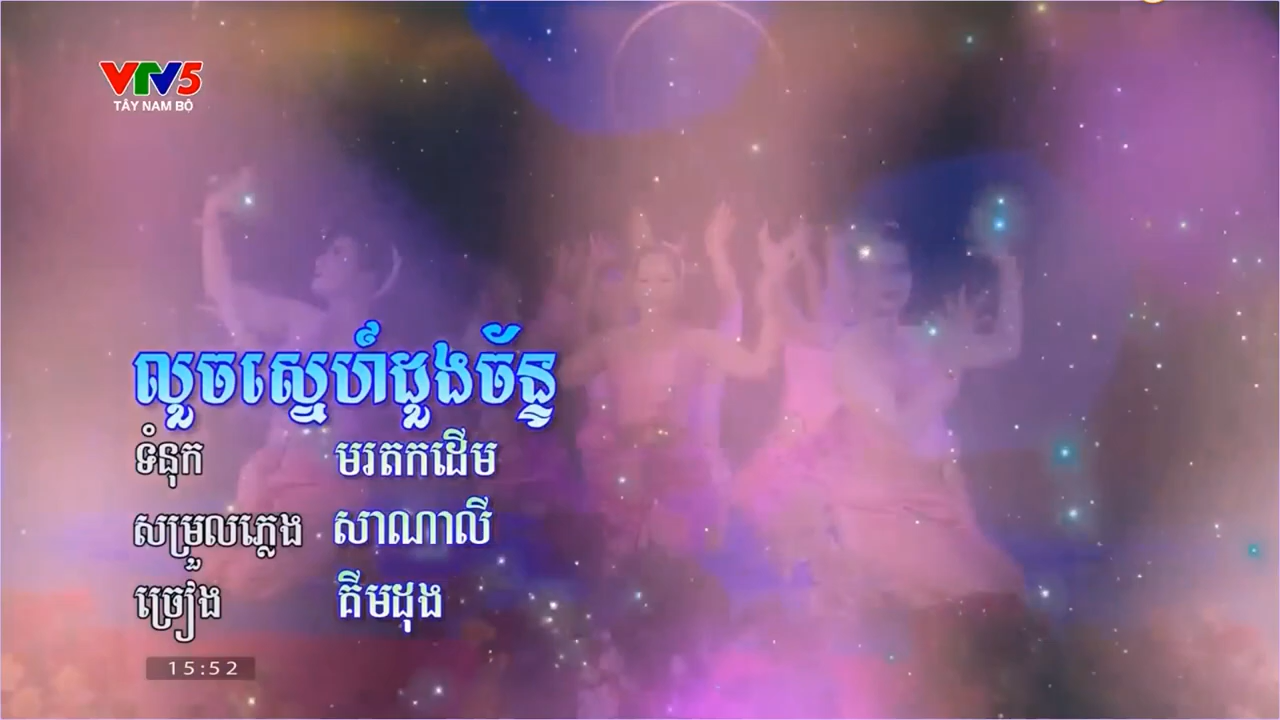 VTV5
TÂY NAM BỘ
លួចស្នេហ៍ដួងច័ន្ទ
ទំនុក មរតកដើម
សម្រួលភ្លេង សាណាលី
ច្រៀង គីមដុង
15:52